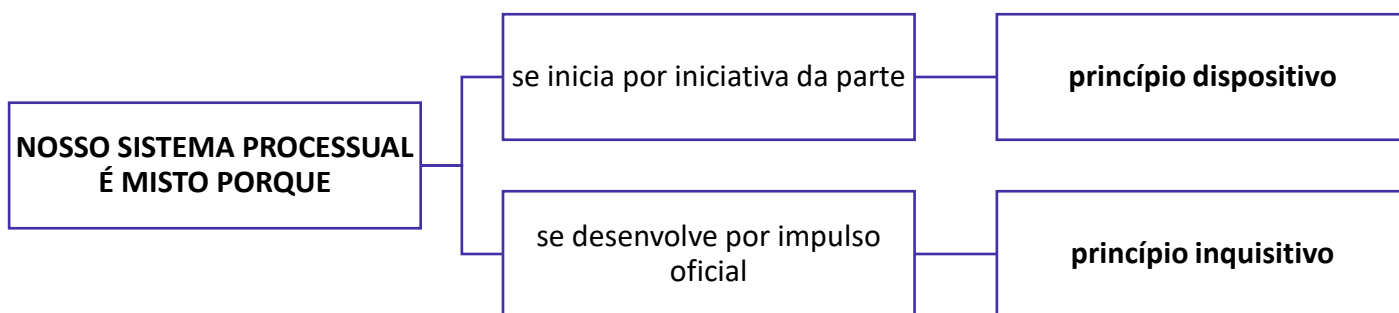 NOSSO SISTEMA PROCESSUAL
É MISTO PORQUE
se inicia por iniciativa da parte
princípio dispositivo
se desenvolve por impulso
oficial
princípio inquisitivo